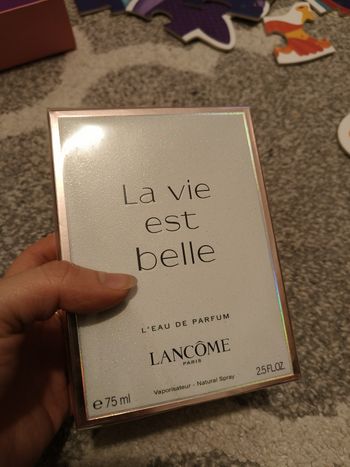 La vie
est
belle
L'EAU DE PARFUM
LANCÔME
PARIS
Vaporisateur - Natural Spray
e 75 ml 2.5 FL.OZ.